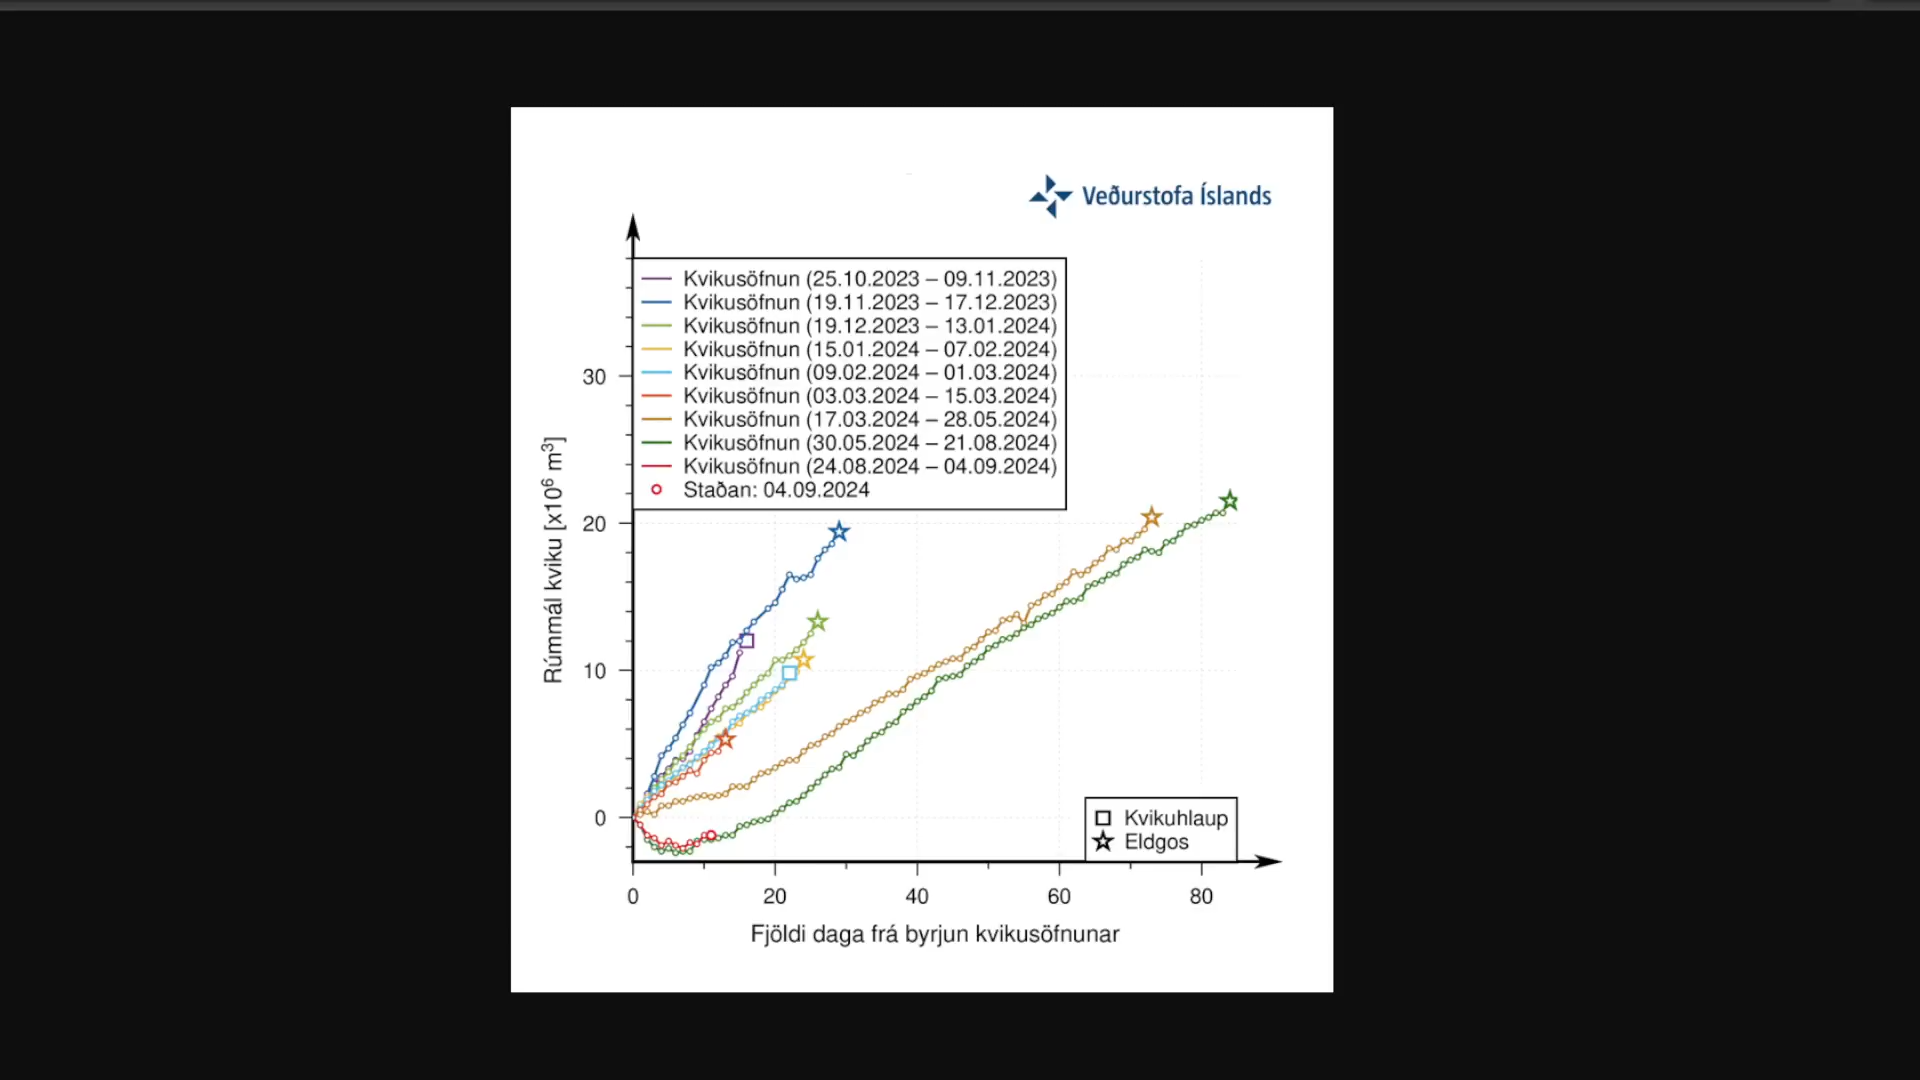 Veðurstofa Íslands
Kvikusöfnun (25.10.2023 – 09.11.2023)
Kvikusöfnun (19.11.2023 – 17.12.2023)
Kvikusöfnun (19.12.2023 – 13.01.2024)
Kvikusöfnun (15.01.2024 – 07.02.2024)
Kvikusöfnun (09.02.2024 – 01.03.2024)
Kvikusöfnun (03.03.2024 – 15.03.2024)
Kvikusöfnun (17.03.2024 – 28.05.2024)
Kvikusöfnun (30.05.2024 – 21.08.2024)
Kvikusöfnun (24.08.2024 – 04.09.2024)
Staðan: 04.09.2024
Rúmmál kviku [x10⁶ m³]
30
20
10
0
Kvikuhlaup
Eldgos
0 20 40 60 80
Fjöldi daga frá byrjun kvikusöfnunar